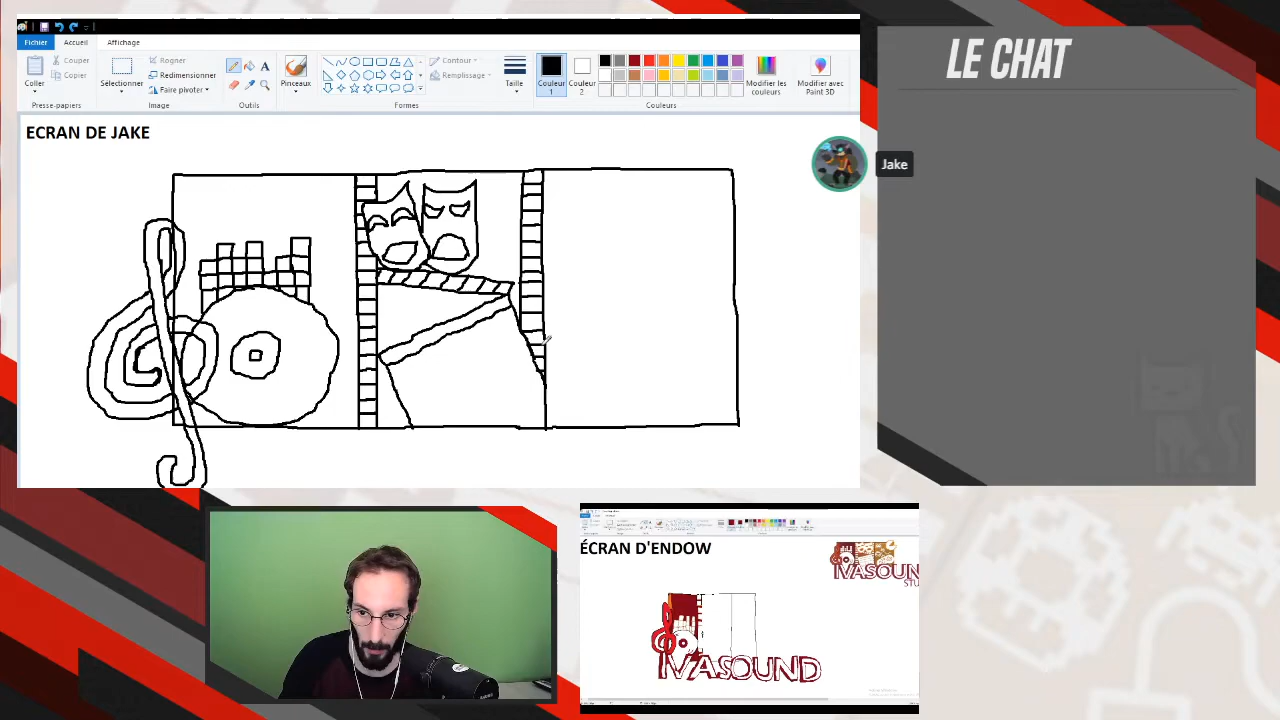 Fichier Accueil Affichage
Coller
Couper
Copier
Presse-papiers
Sélectionner
Rogner
Redimensionner
Faire pivoter
Image
A
Outils
Pinceaux
Contour
Remplissage
Formes
Taille
Couleur 1
Couleur 2
Modifier les couleurs
Modifier avec Paint 3D
Couleurs
LE CHAT
ECRAN DE JAKE
Jake
ÉCRAN D'ENDOW
IVASOUN
STU
IVASOUND